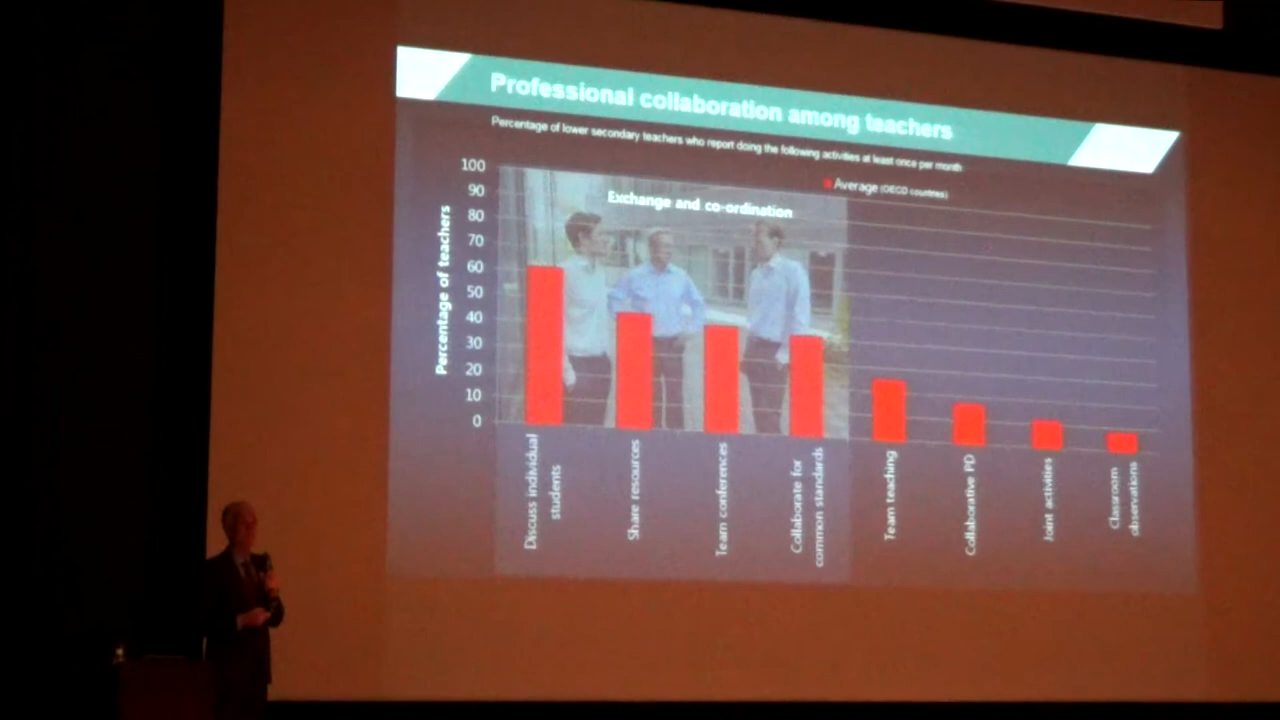 Professional collaboration among teachers
Percentage of lower secondary teachers who report doing the following activities at least once per month
Average (OECD countries)
Exchange and co-ordination
Percentage of teachers
100
90
80
70
60
50
40
30
20
10
0
Discuss individual
students
Share resources
Team conferences
Collaborate for
common standards
Team teaching
Collaborative PD
Joint activities
Classroom
observations